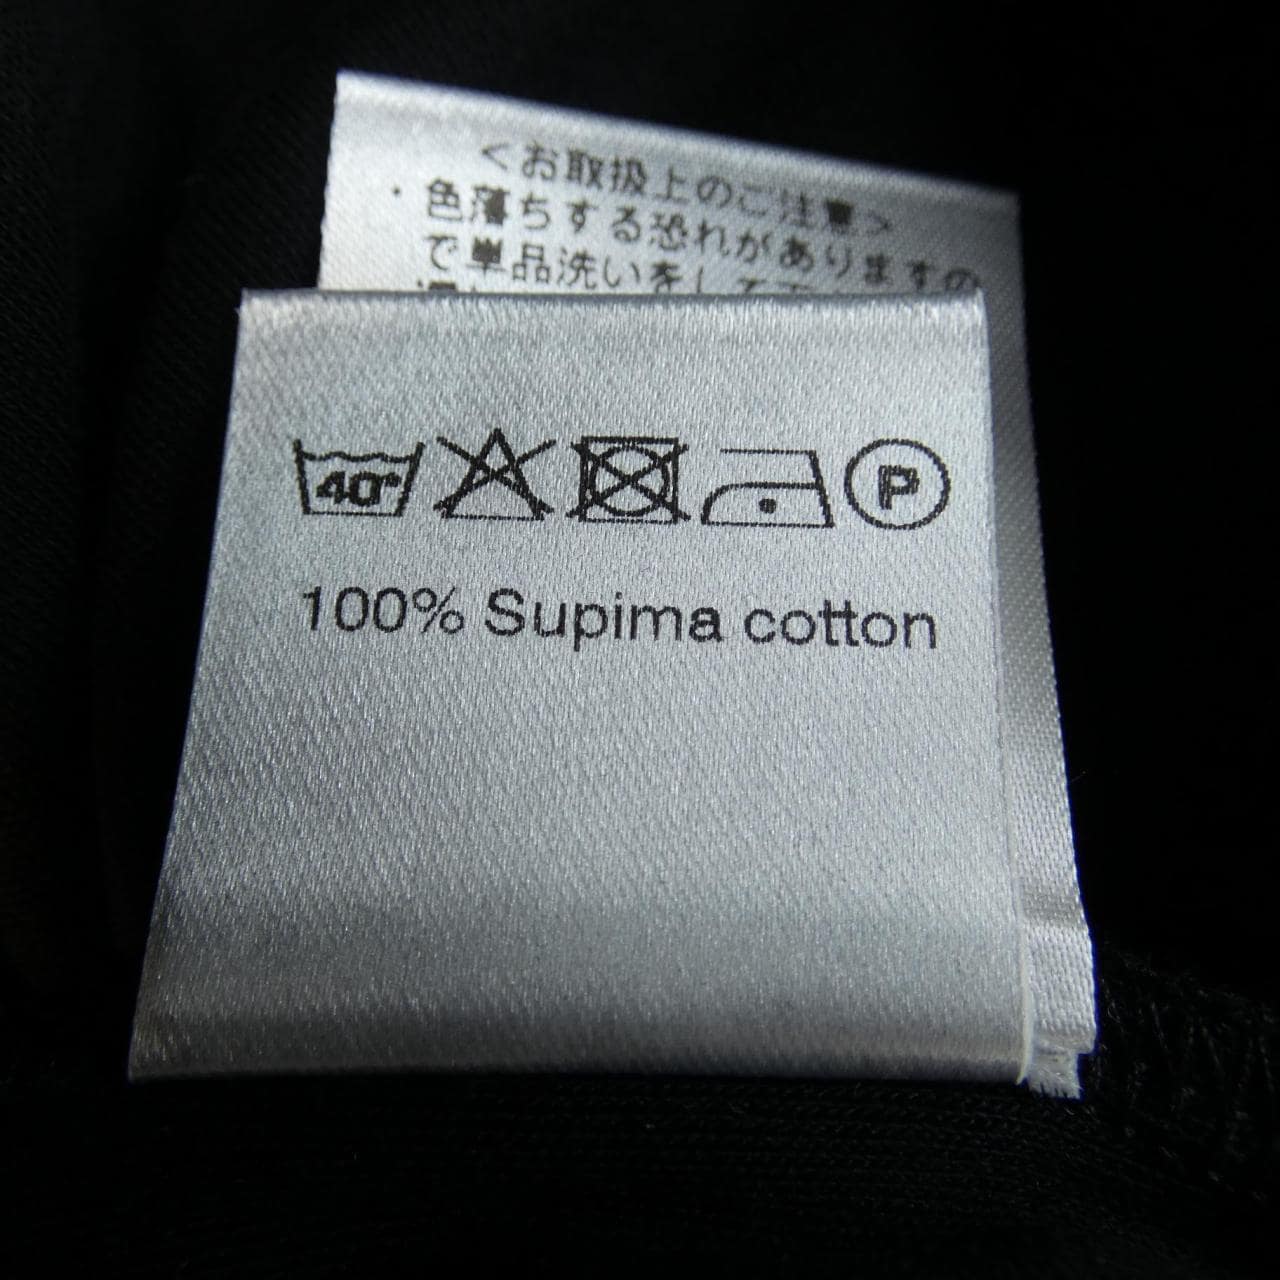 <お取扱上のご注意>
・色落ちする恐れがありますの
で単品洗いをして下
40°
P
100% Supima cotton